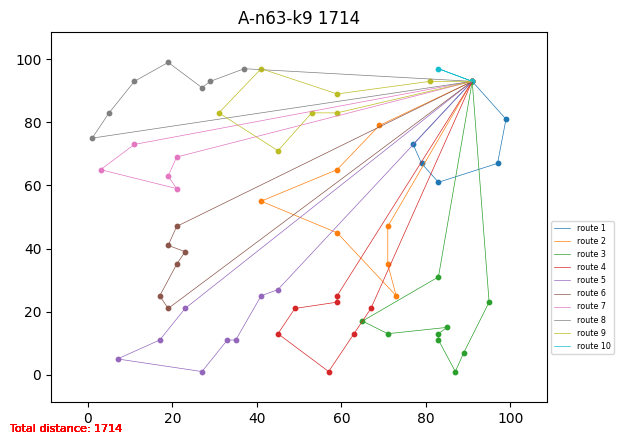 A-n63-k9 1714
100
80
60
40
20
0
0 20 40 60 80 100
route 1
route 2
route 3
route 4
route 5
route 6
route 7
route 8
route 9
route 10
Total distance: 1714